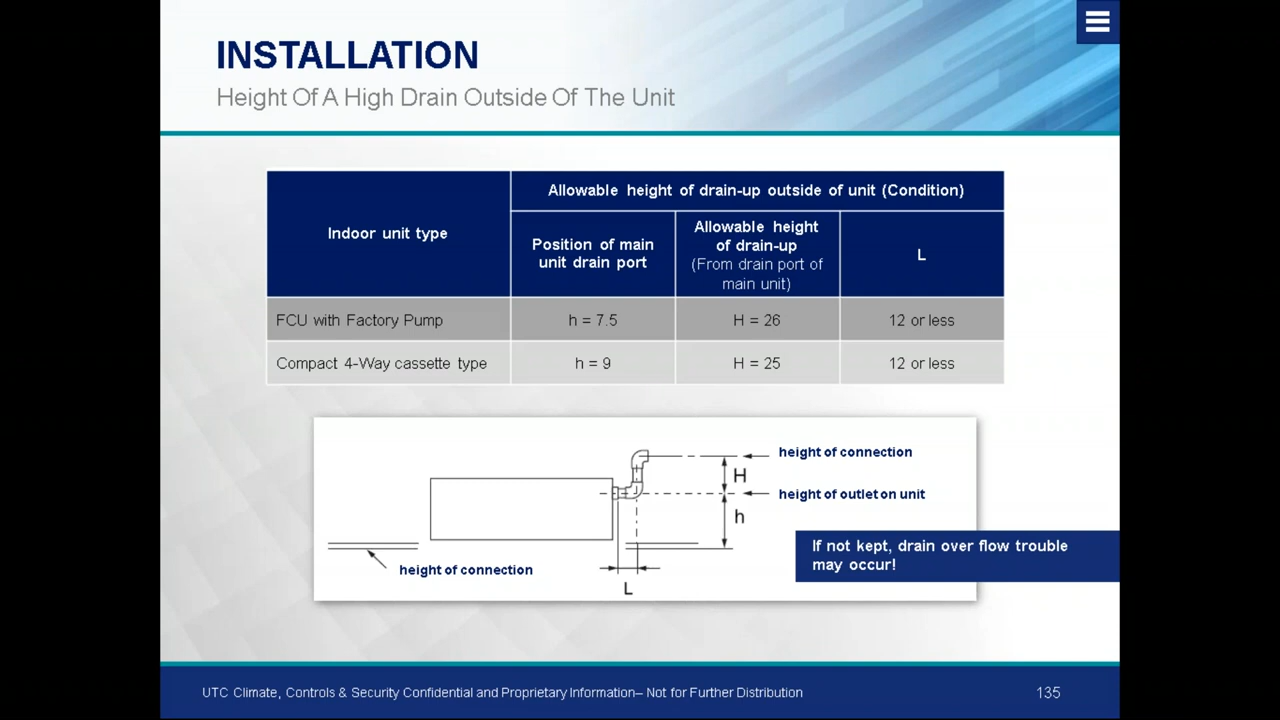 INSTALLATION
Height Of A High Drain Outside Of The Unit
Indoor unit type
Allowable height of drain-up outside of unit (Condition)
Position of main
unit drain port
Allowable height
of drain-up
(From drain port of
main unit)
L
FCU with Factory Pump
h = 7.5
H = 26
12 or less
Compact 4-Way cassette type
h = 9
H = 25
12 or less
height of connection
H
height of outlet on unit
h
If not kept, drain over flow trouble
may occur!
height of connection
L
UTC Climate, Controls & Security Confidential and Proprietary Information– Not for Further Distribution
135